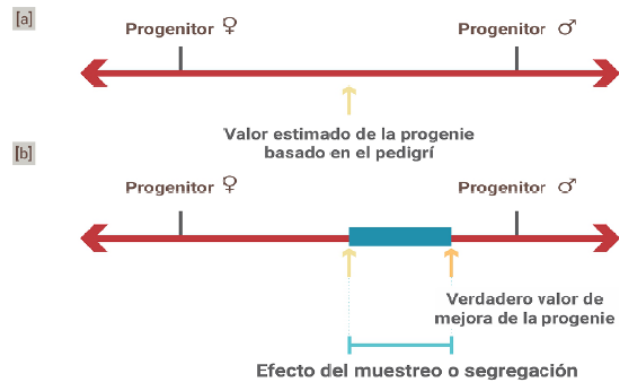 [a]
Progenitor ♀ Progenitor ♂
Valor estimado de la progenie
basado en el pedigrí
[b]
Progenitor ♀ Progenitor ♂
Verdadero valor de
mejora de la progenie
Efecto del muestreo o segregación